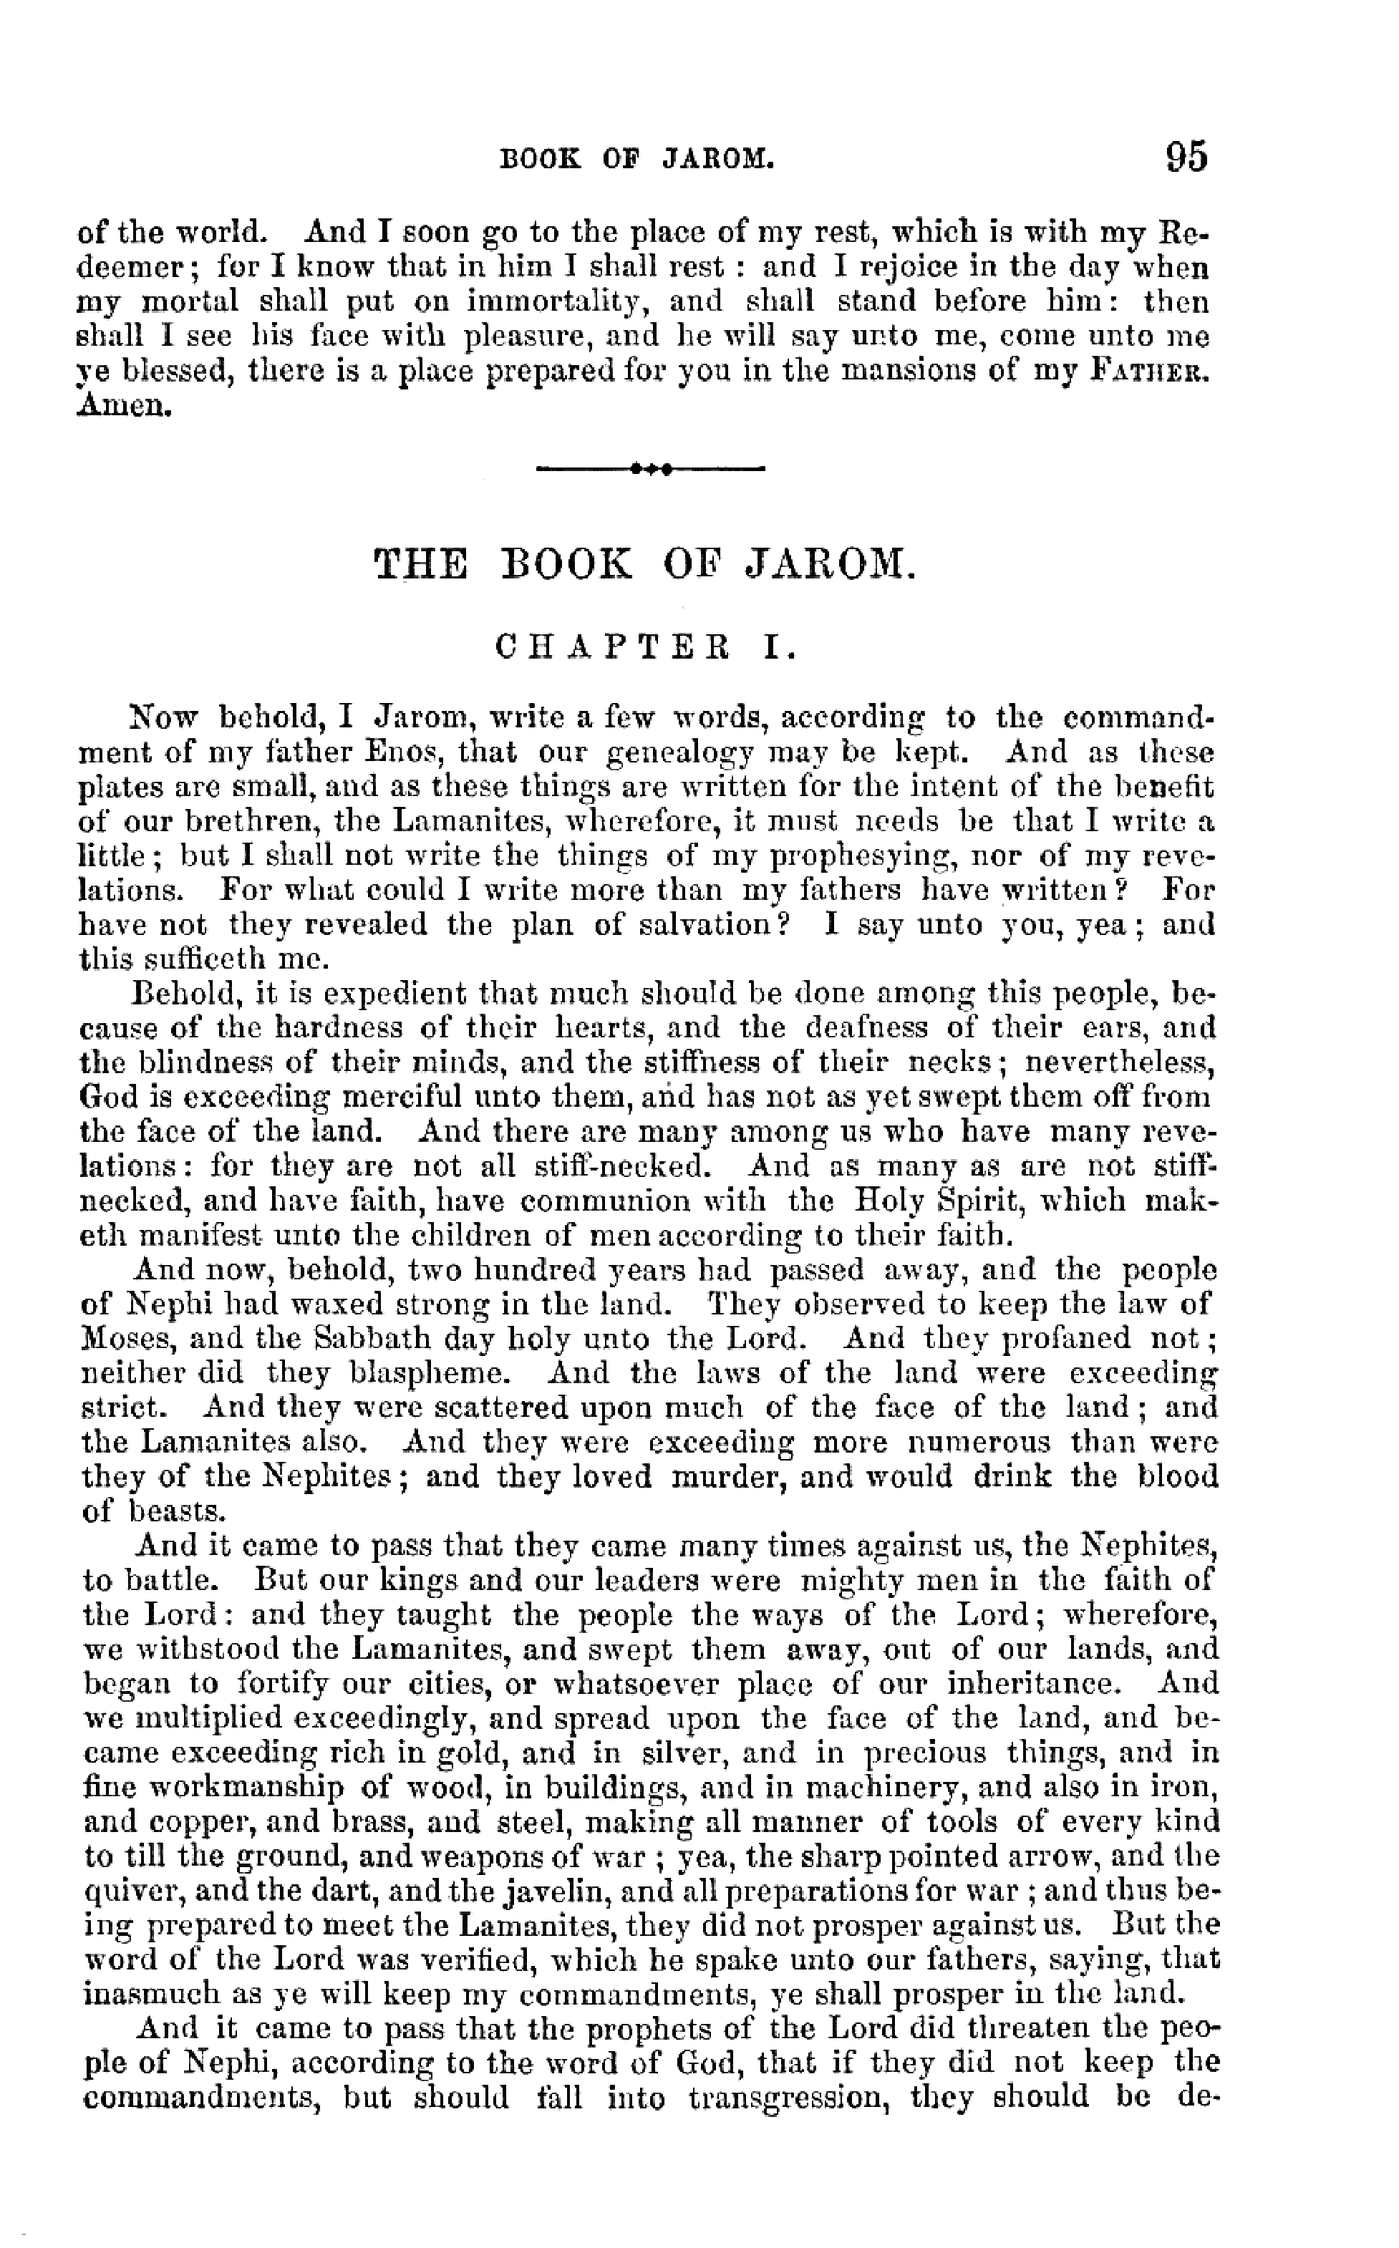 BOOK OF JAROM. 95
of the world. And I soon go to the place of my rest, which is with my Re-
deemer; for I know that in him I shall rest : and I rejoice in the day when
my mortal shall put on immortality, and shall stand before him: then
shall I see his face with pleasure, and he will say unto me, come unto me
ye blessed, there is a place prepared for you in the mansions of my FATHER.
Amen.
THE BOOK OF JAROM.
CHAPTER I.
Now behold, I Jarom, write a few words, according to the command-
ment of my father Enos, that our genealogy may be kept. And as these
plates are small, and as these things are written for the intent of the benefit
of our brethren, the Lamanites, wherefore, it must needs be that I write a
little; but I shall not write the things of my prophesying, nor of my reve-
lations. For what could I write more than my fathers have written? For
have not they revealed the plan of salvation? I say unto you, yea; and
this sufficeth me.
Behold, it is expedient that much should be done among this people, be-
cause of the hardness of their hearts, and the deafness of their ears, and
the blindness of their minds, and the stiffness of their necks; nevertheless,
God is exceeding merciful unto them, and has not as yet swept them off from
the face of the land. And there are many among us who have many reve-
lations: for they are not all stiff-necked. And as many as are not stiff-
necked, and have faith, have communion with the Holy Spirit, which mak-
eth manifest unto the children of men according to their faith.
And now, behold, two hundred years had passed away, and the people
of Nephi had waxed strong in the land. They observed to keep the law of
Moses, and the Sabbath day holy unto the Lord. And they profaned not;
neither did they blaspheme. And the laws of the land were exceeding
strict. And they were scattered upon much of the face of the land; and
the Lamanites also. And they were exceeding more numerous than were
they of the Nephites; and they loved murder, and would drink the blood
of beasts.
And it came to pass that they came many times against us, the Nephites,
to battle. But our kings and our leaders were mighty men in the faith of
the Lord: and they taught the people the ways of the Lord; wherefore,
we withstood the Lamanites, and swept them away, out of our lands, and
began to fortify our cities, or whatsoever place of our inheritance. And
we multiplied exceedingly, and spread upon the face of the land, and be-
came exceeding rich in gold, and in silver, and in precious things, and in
fine workmanship of wood, in buildings, and in machinery, and also in iron,
and copper, and brass, and steel, making all manner of tools of every kind
to till the ground, and weapons of war ; yea, the sharp pointed arrow, and the
quiver, and the dart, and the javelin, and all preparations for war ; and thus be-
ing prepared to meet the Lamanites, they did not prosper against us. But the
word of the Lord was verified, which he spake unto our fathers, saying, that
inasmuch as ye will keep my commandments, ye shall prosper in the land.
And it came to pass that the prophets of the Lord did threaten the peo-
ple of Nephi, according to the word of God, that if they did not keep the
commandments, but should fall into transgression, they should be de-